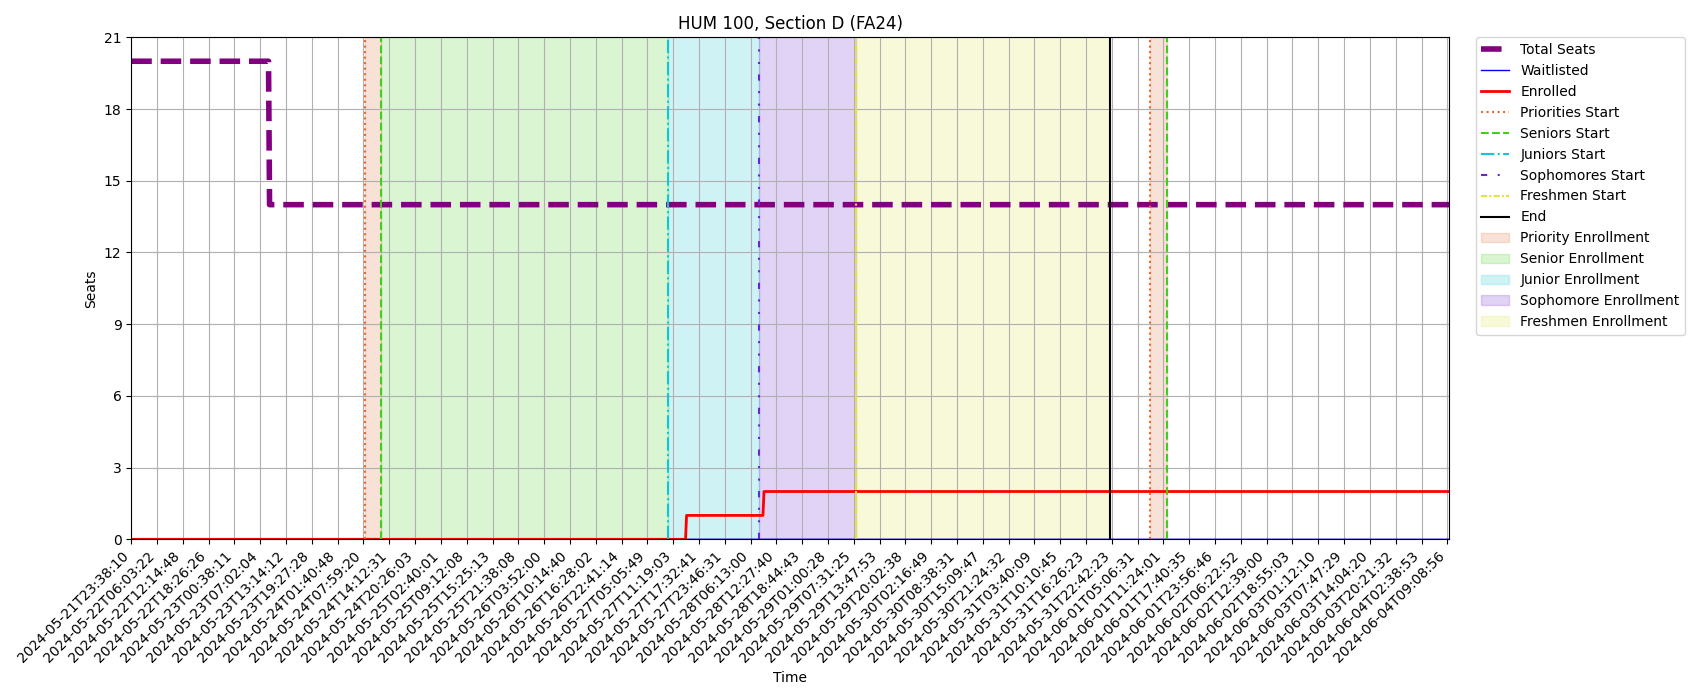 HUM 100, Section D (FA24)
21
18
15
12
9
6
3
0
Seats
2024-05-21T23:38:10
2024-05-22T06:03:22
2024-05-22T12:14:48
2024-05-22T18:26:26
2024-05-23T00:38:11
2024-05-23T07:02:04
2024-05-23T13:14:12
2024-05-23T19:27:28
2024-05-24T01:40:48
2024-05-24T07:59:20
2024-05-24T14:12:31
2024-05-24T20:26:03
2024-05-25T02:40:01
2024-05-25T09:12:08
2024-05-25T15:25:13
2024-05-25T21:38:08
2024-05-26T03:52:00
2024-05-26T10:14:40
2024-05-26T16:28:02
2024-05-26T22:41:14
2024-05-27T05:05:49
2024-05-27T11:19:03
2024-05-27T17:32:41
2024-05-27T23:46:31
2024-05-28T06:13:00
2024-05-28T12:27:40
2024-05-28T18:44:43
2024-05-29T01:00:28
2024-05-29T07:31:25
2024-05-29T13:47:53
2024-05-29T20:02:38
2024-05-30T02:16:49
2024-05-30T08:38:31
2024-05-30T15:09:47
2024-05-30T21:24:32
2024-05-31T03:40:09
2024-05-31T10:10:45
2024-05-31T16:26:23
2024-05-31T22:42:23
2024-06-01T05:06:31
2024-06-01T11:24:01
2024-06-01T17:40:35
2024-06-01T23:56:46
2024-06-02T06:22:52
2024-06-02T12:39:00
2024-06-02T18:55:03
2024-06-03T01:12:10
2024-06-03T07:47:29
2024-06-03T14:04:20
2024-06-03T20:21:32
2024-06-04T02:38:53
2024-06-04T09:08:56
Time
Total Seats
Waitlisted
Enrolled
Priorities Start
Seniors Start
Juniors Start
Sophomores Start
Freshmen Start
End
Priority Enrollment
Senior Enrollment
Junior Enrollment
Sophomore Enrollment
Freshmen Enrollment